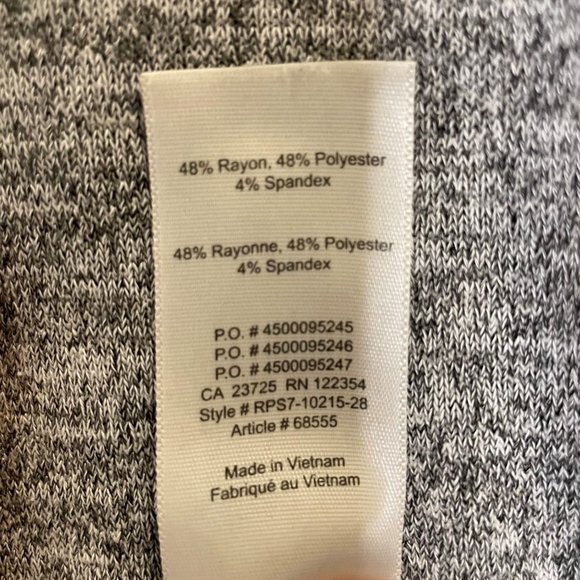 48% Rayon, 48% Polyester
4% Spandex
48% Rayonne, 48% Polyester
4% Spandex
P.O. # 4500095245
P.O. # 4500095246
P.O. # 4500095247
CA 23725 RN 122354
Style # RPS7-10215-28
Article # 68555
Made in Vietnam
Fabriqué au Vietnam